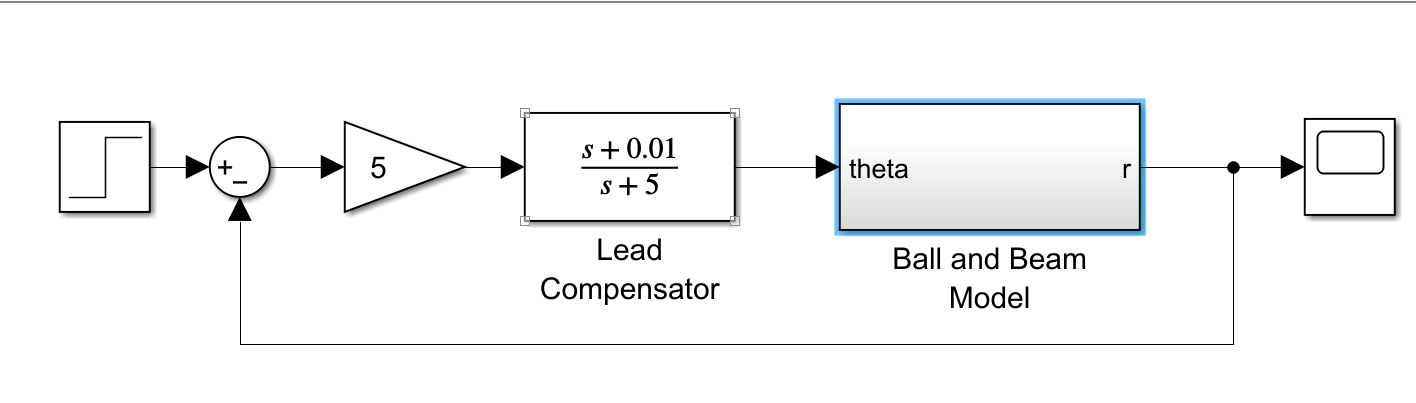 +
−
5
s + 0.01
s + 5
theta
r
Lead
Compensator
Ball and Beam
Model